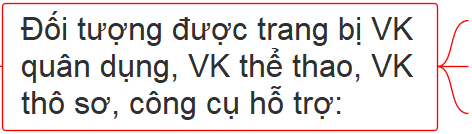 Đối tượng được trang bị VK
quân dụng, VK thể thao, VK
thô sơ, công cụ hỗ trợ: